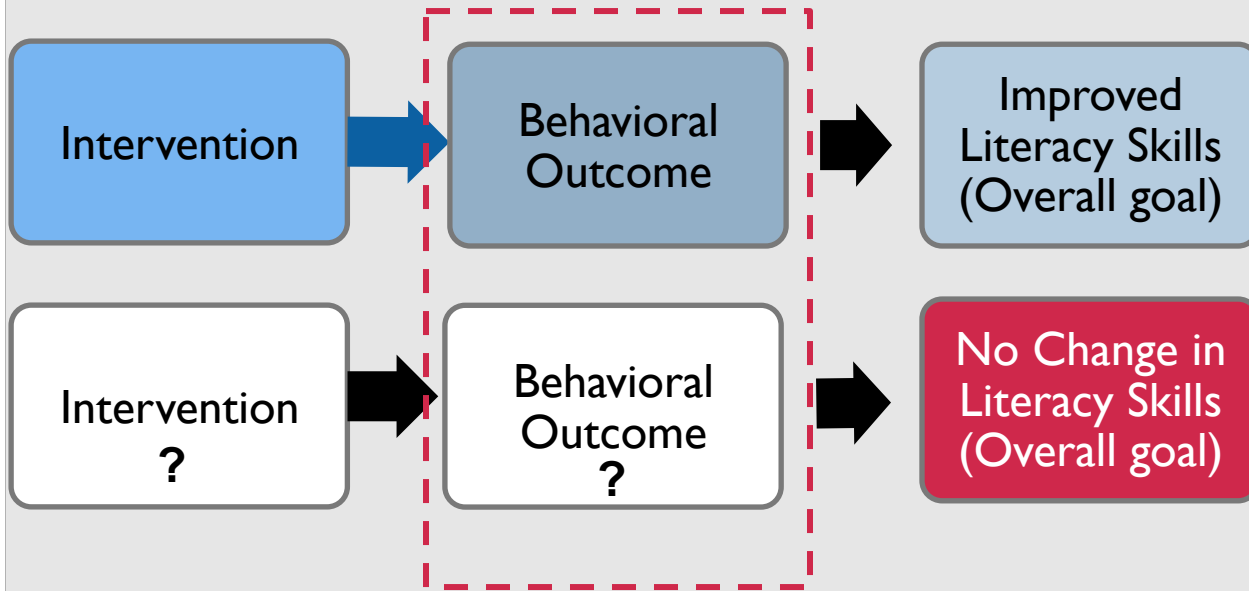 Intervention
Behavioral
Outcome
Improved
Literacy Skills
(Overall goal)
Intervention
?
Behavioral
Outcome
?
No Change in
Literacy Skills
(Overall goal)